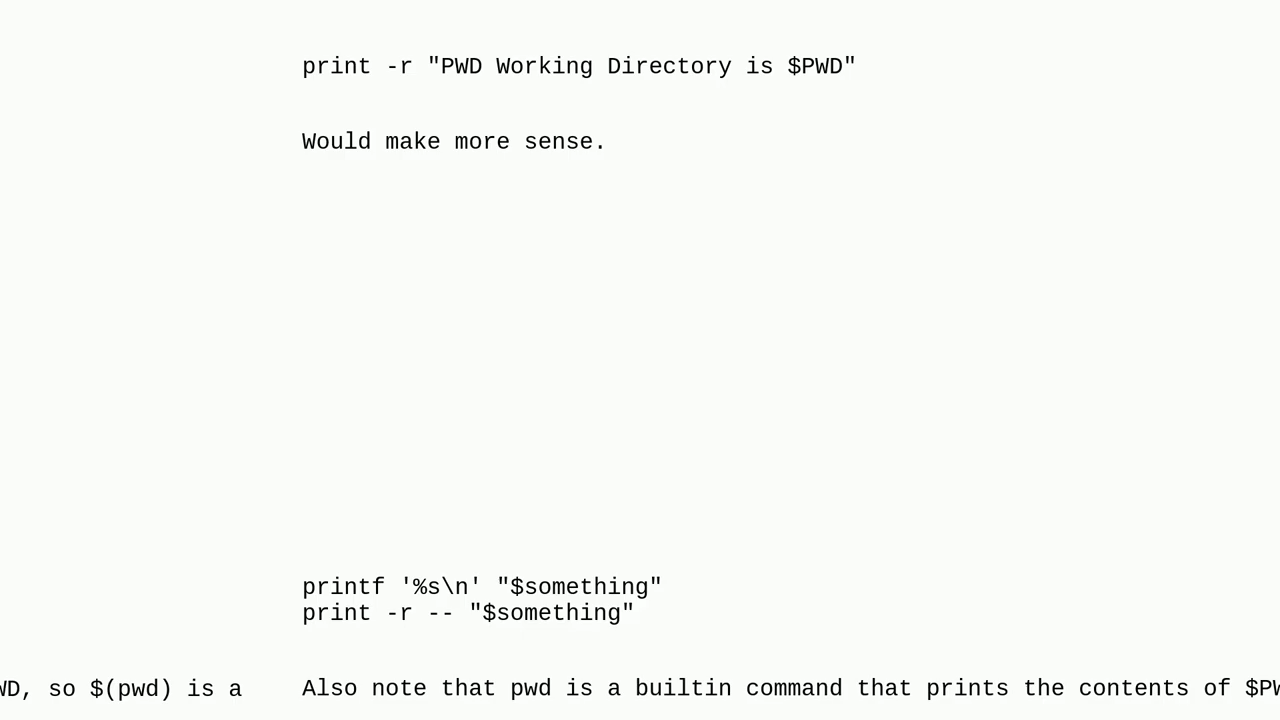 print -r "PWD Working Directory is $PWD"
Would make more sense.
printf '%s\n' "$something"
print -r -- "$something"
WD, so $(pwd) is a
Also note that pwd is a builtin command that prints the contents of $PW